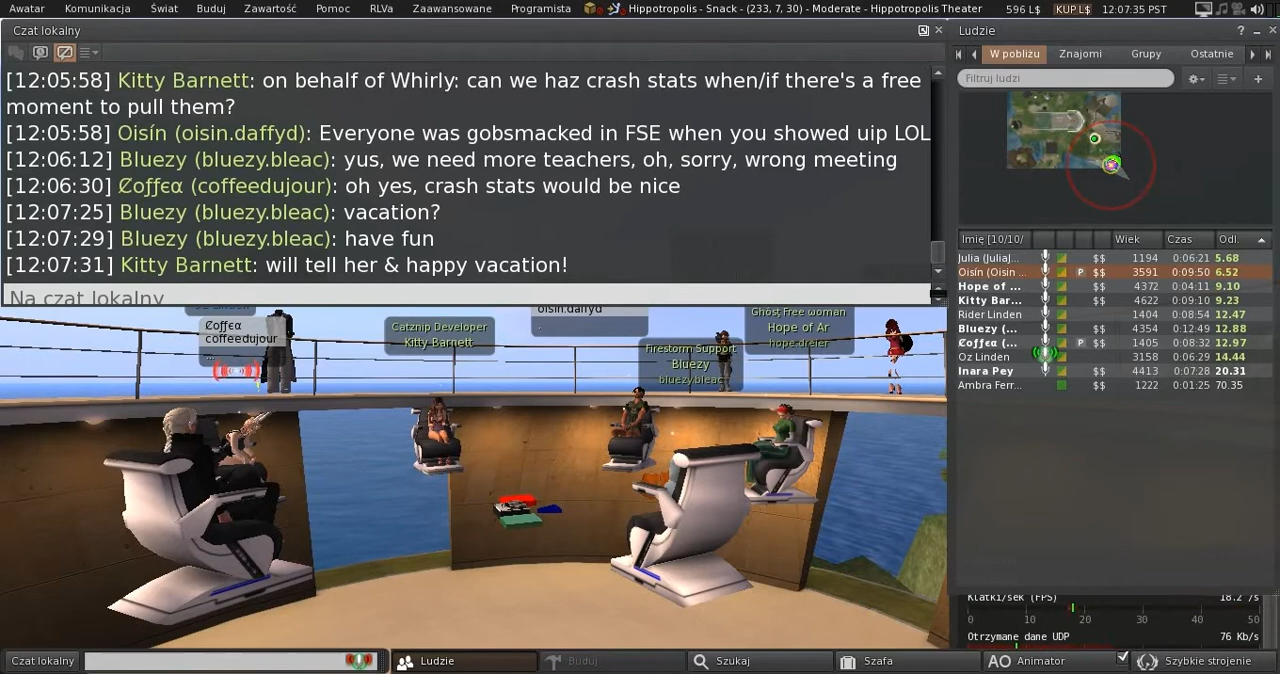 Awatar Komunikacja Świat Buduj Zawartość Pomoc RLVa Zaawansowane Programista Hippotropolis - Snack - (233, 7, 30) - Moderate - Hippotropolis Theater 596 L$ KUP L$ 12:07:35 PST
Czat lokalny
[12:05:58] Kitty Barnett: on behalf of Whirly: can we haz crash stats when/if there's a free
moment to pull them?
[12:05:58] Oisín (oisin.daffyd): Everyone was gobsmacked in FSE when you showed uip LOL
[12:06:12] Bluezy (bluezy.bleac): yus, we need more teachers, oh, sorry, wrong meeting
[12:06:30] Ȼσƒƒєα (coffeedujour): oh yes, crash stats would be nice
[12:07:25] Bluezy (bluezy.bleac): vacation?
[12:07:29] Bluezy (bluezy.bleac): have fun
[12:07:31] Kitty Barnett: will tell her & happy vacation!
Na czat lokalny
Ȼσƒƒєα
coffeedujour
...
Catznip Developer
Kitty Barnett
oisin.daffyd
.
Firestorm Support
Bluezy
bluezy.bleac
Ghost Free woman
Hope of Ar
hope.dreier
Ludzie
W pobliżu Znajomi Grupy Ostatnie
Filtruj ludzi
Imię [10/10/ Wiek Czas Odl.
Julia (JuliaJ... $$ 1194 0:06:21 5.68
Oisín (Oisin ... P $$ 3591 0:09:50 6.52
Hope of ... $$ 4372 0:04:11 9.10
Kitty Bar... $$ 4622 0:09:10 9.23
Rider Linden 1404 0:08:54 12.47
Bluezy (... $$ 4354 0:12:49 12.88
Ȼσƒƒєα (... P $$ 1405 0:08:32 12.97
Oz Linden 3158 0:06:29 14.44
Inara Pey $$ 4413 0:07:28 20.31
Ambra Ferr... $$ 1222 0:01:25 70.35
Klatki/sek (FPS) 18.2 /s
0 10 20 30 40 50
Otrzymane dane UDP 76 Kb/s
Czat lokalny Ludzie Buduj Szukaj Szafa AO Animator Szybkie strojenie